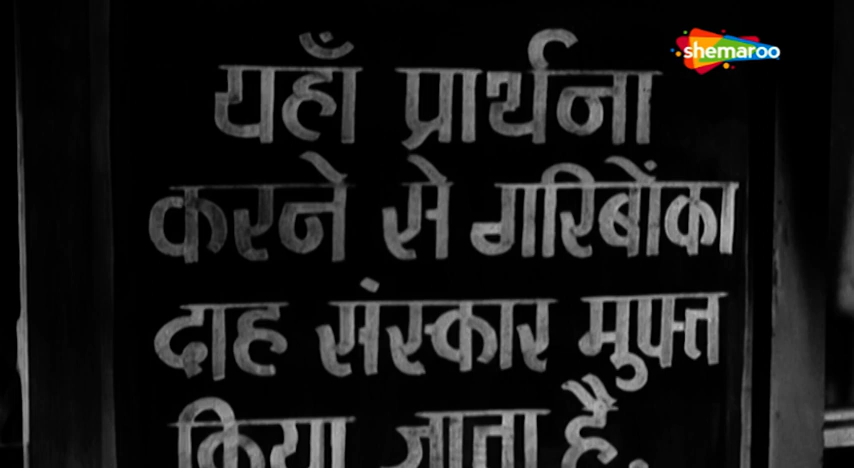 shemaroo
यहाँ प्रार्थना
करने से गरिबोंका
दाह संस्कार मुफ्त
किया जाता है.